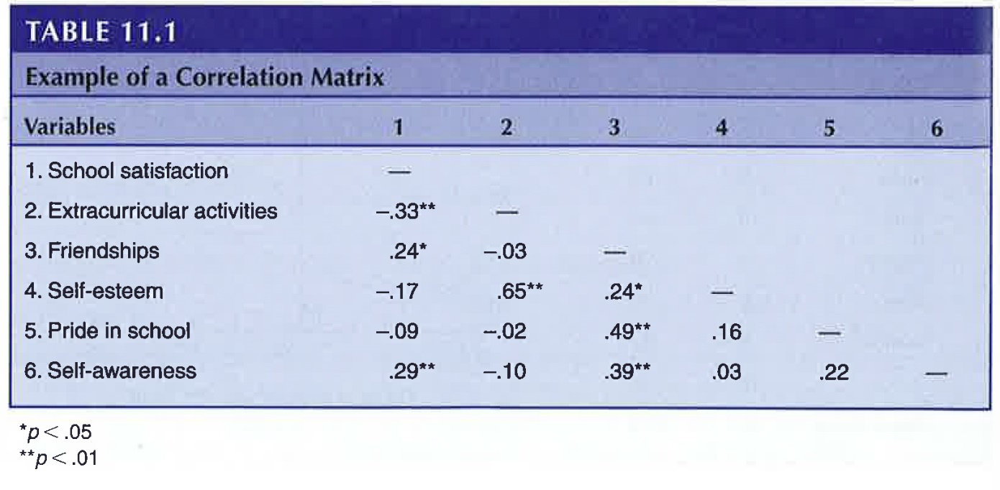 TABLE 11.1
Example of a Correlation Matrix
Variables 1 2 3 4 5 6
1. School satisfaction —
2. Extracurricular activities –.33** —
3. Friendships .24* –.03 —
4. Self-esteem –.17 .65** .24* —
5. Pride in school –.09 –.02 .49** .16 —
6. Self-awareness .29** –.10 .39** .03 .22 —
*p < .05
**p < .01